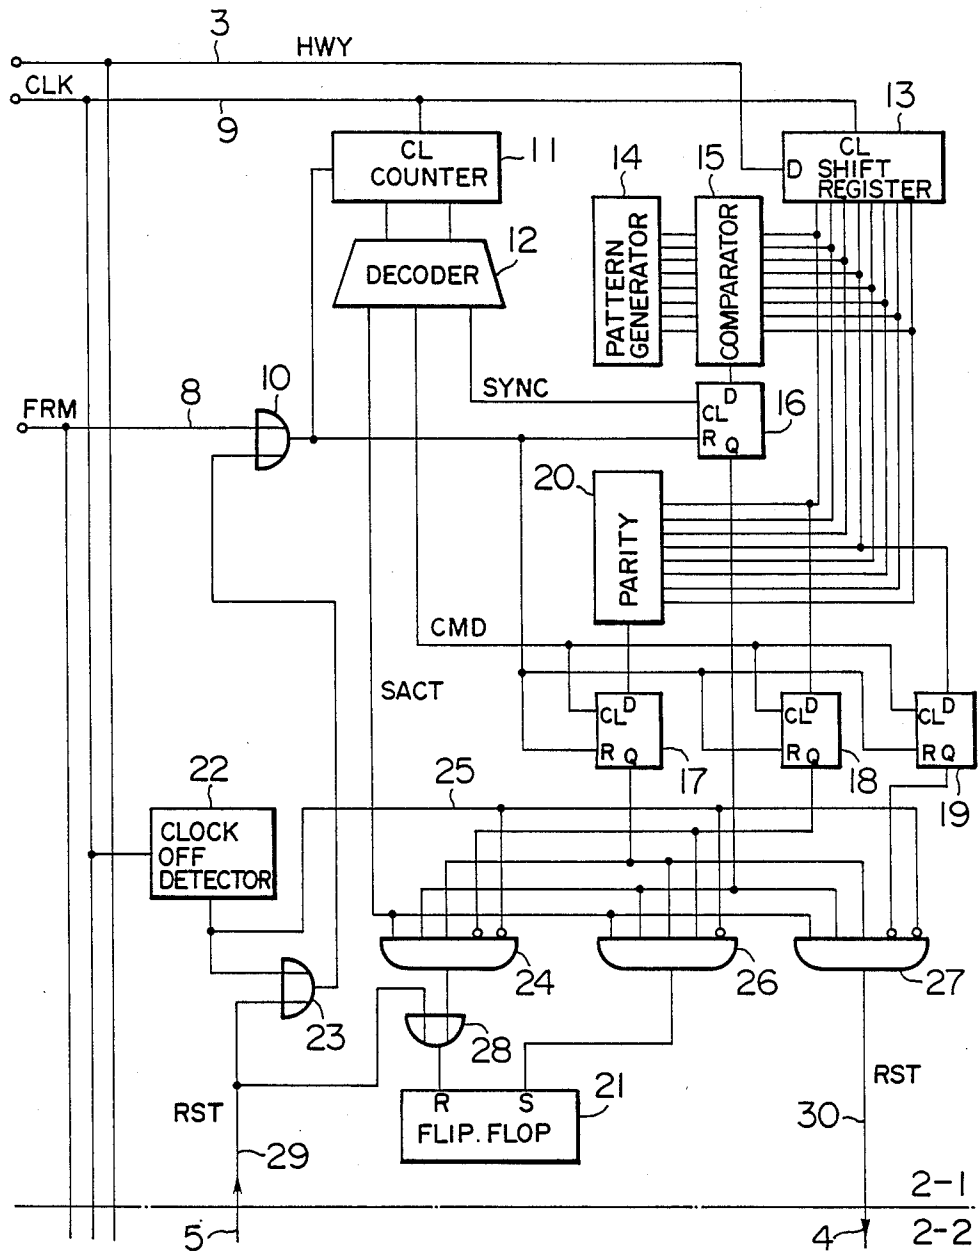 3
HWY
CLK
9
13
CL
COUNTER
11
14
15
CL
D SHIFT
REGISTER
12
DECODER
PATTERN
GENERATOR
COMPARATOR
10
SYNC
D
CL
R Q
16
FRM
8
20
PARITY
CMD
SACT
CL D
R Q
17
CL D
R Q
18
CL D
R Q
19
22
25
CLOCK
OFF
DETECTOR
24
26
27
23
28
RST
R S
FLIP.FLOP
21
RST
30
29
2-1
5
4
2-2